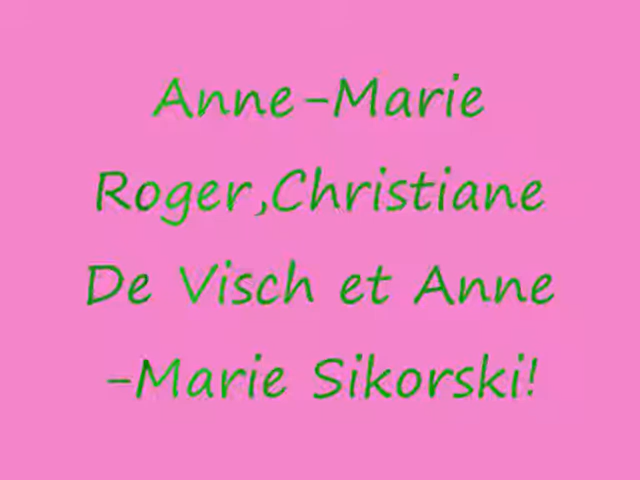 Anne-Marie
Roger,Christiane
De Visch et Anne
-Marie Sikorski!